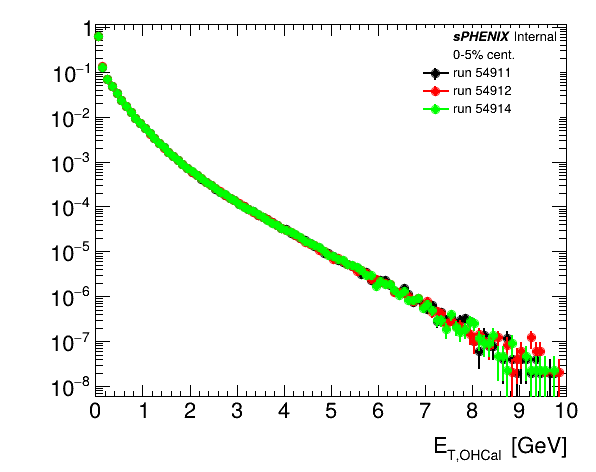 sPHENIX Internal
0-5% cent.
run 54911
run 54912
run 54914
1
10−1
10−2
10−3
10−4
10−5
10−6
10−7
10−8
0 1 2 3 4 5 6 7 8 9 10
ET,OHCal [GeV]